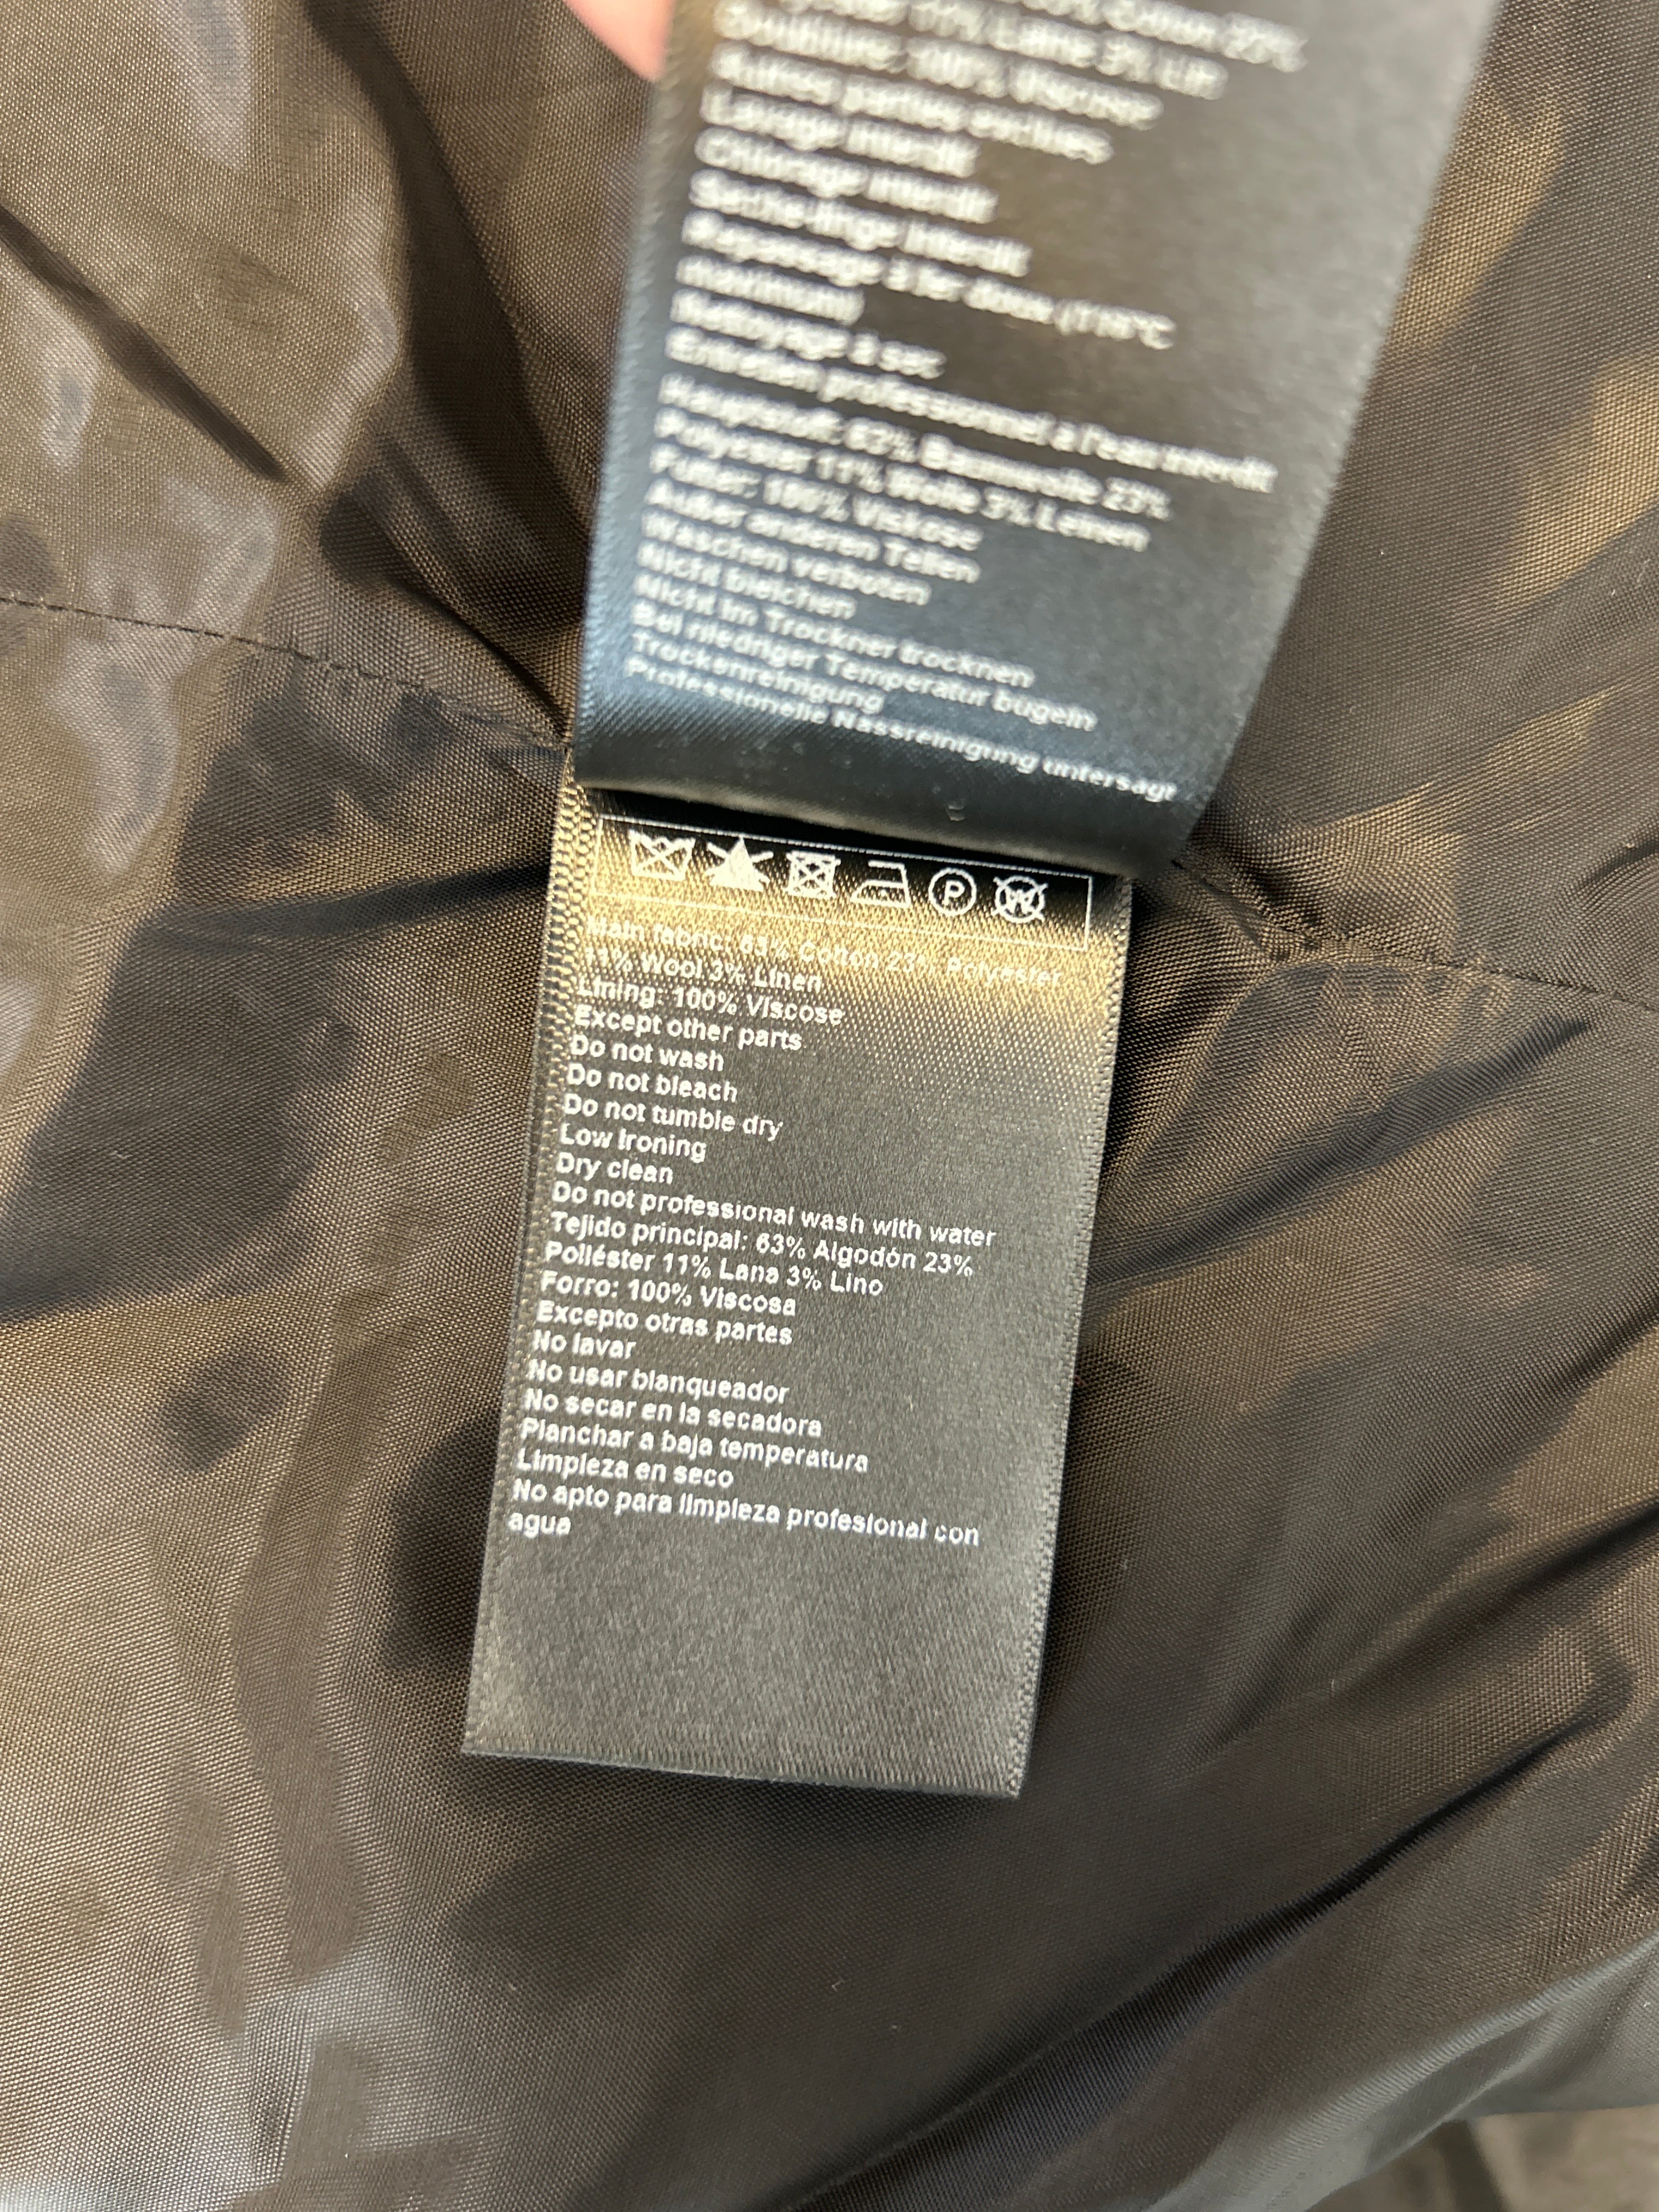 Doublure: 100% Viscose
Autres parties exclues
Lavage interdit
Chlorage interdit
Sèche-linge interdit
Repassage à fer doux (110°C
maximum)
Nettoyage à sec
Entretien professionnel à l'eau interdit
Hauptstoff: 63% Baumwolle 23%
Polyester 11% Wolle 3% Leinen
Futter: 100% Viskose
Außer anderen Teilen
Waschen verboten
Nicht bleichen
Nicht im Trockner trocknen
Bei niedriger Temperatur bügeln
Trockenreinigung
Professionelle Nassreinigung untersagt
P W
Main fabric: 63% Cotton 23% Polyester
11% Wool 3% Linen
Lining: 100% Viscose
Except other parts
Do not wash
Do not bleach
Do not tumble dry
Low ironing
Dry clean
Do not professional wash with water
Tejido principal: 63% Algodón 23%
Poliéster 11% Lana 3% Lino
Forro: 100% Viscosa
Excepto otras partes
No lavar
No usar blanqueador
No secar en la secadora
Planchar a baja temperatura
Limpieza en seco
No apto para limpieza profesional con
agua